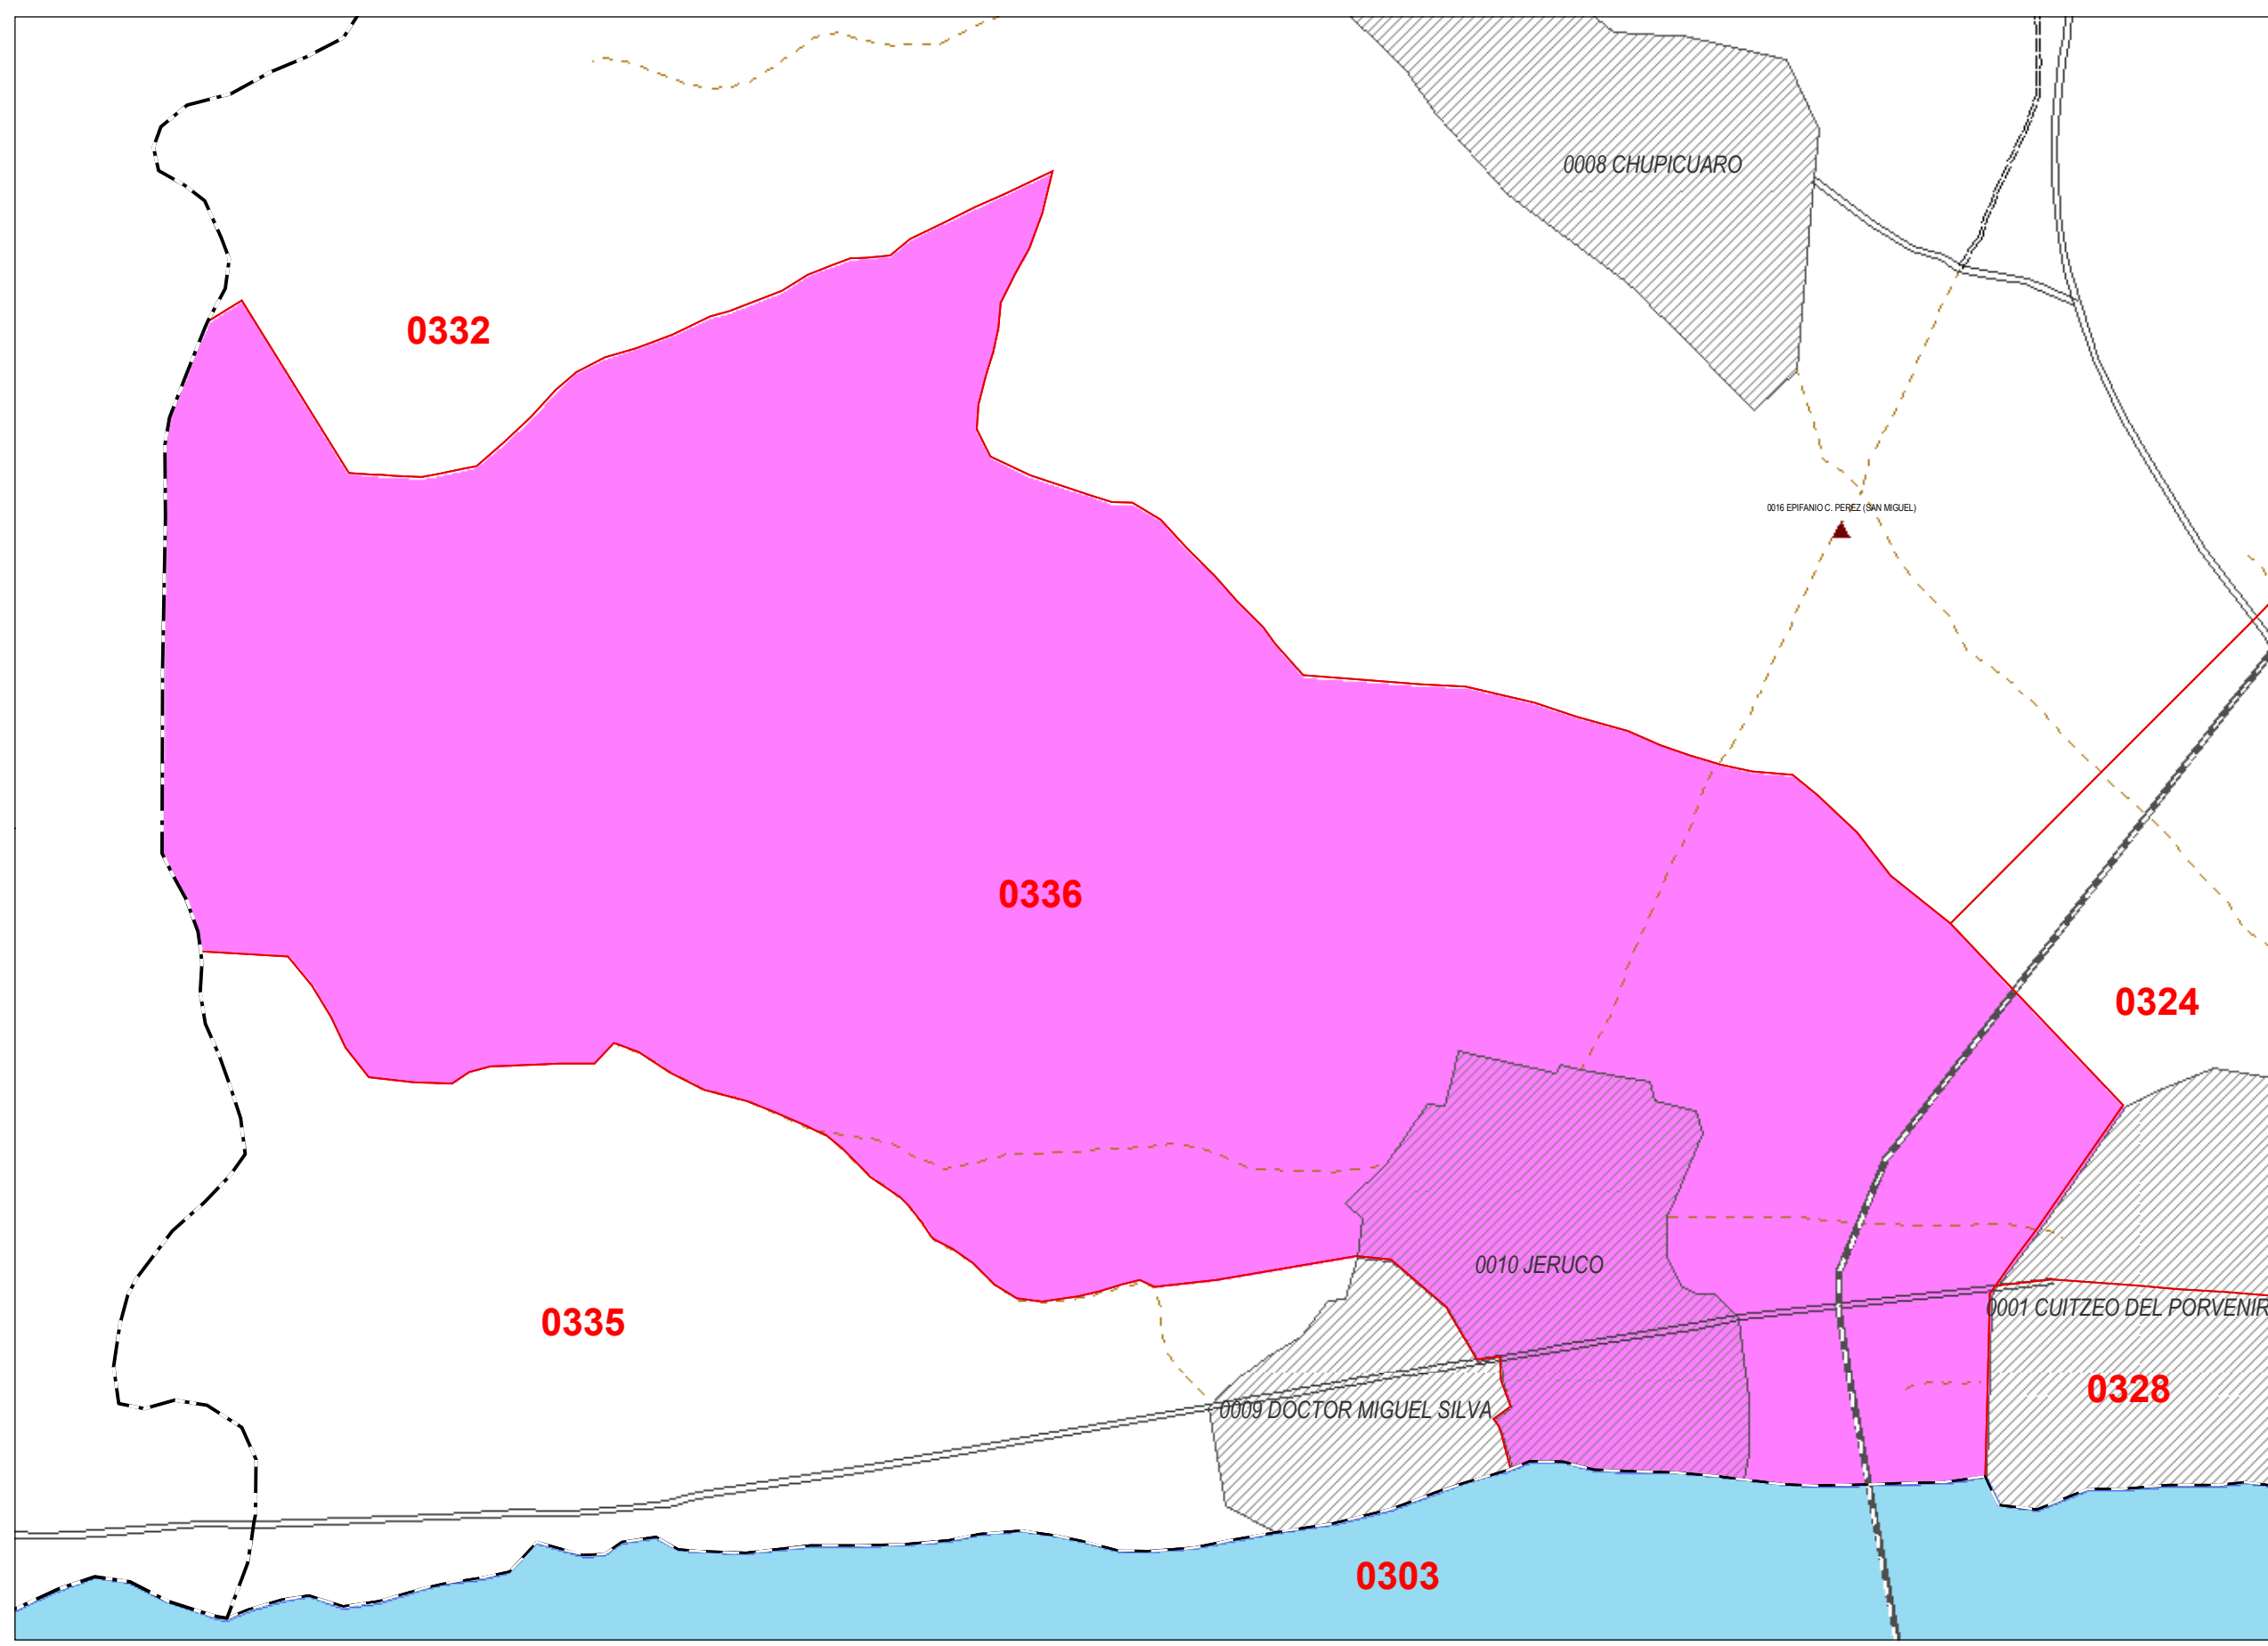 0008 CHUPICUARO
0332
0016 EPIFANIO C. PEREZ (SAN MIGUEL)
0336
0324
0010 JERUCO
0001 CUITZEO DEL PORVENIR
0335
0328
0009 DOCTOR MIGUEL SILVA
0303